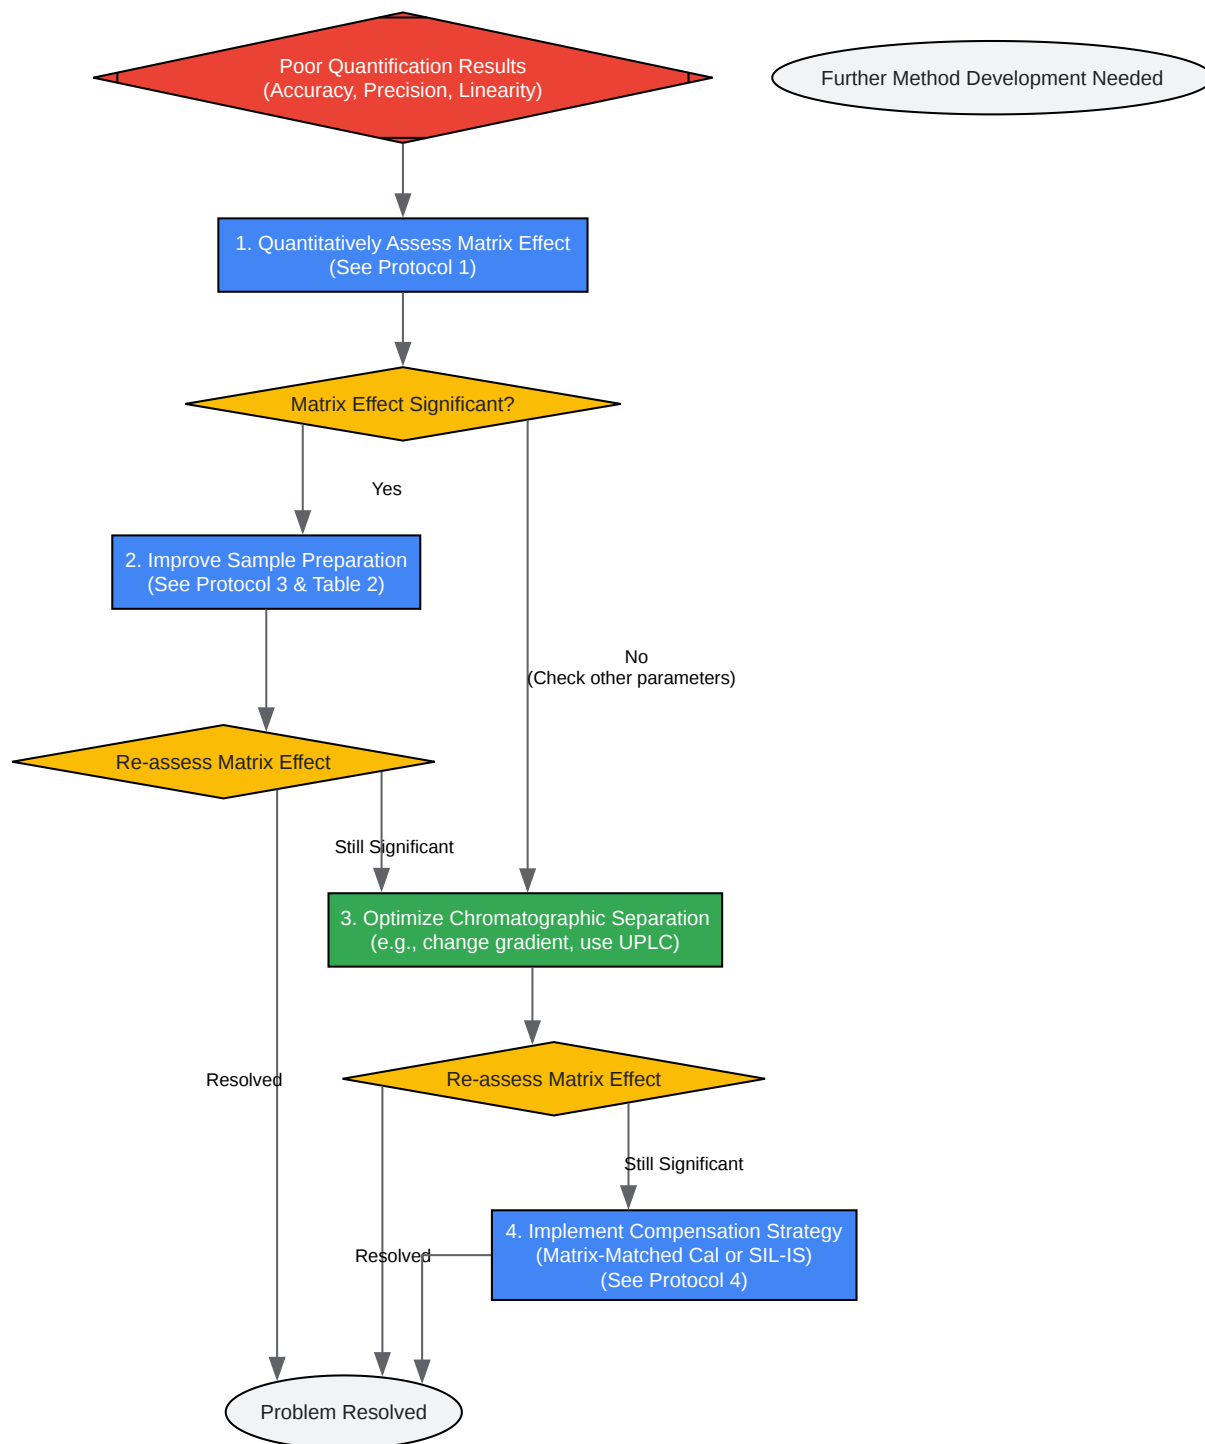 Poor Quantification Results
(Accuracy, Precision, Linearity)
Further Method Development Needed
1. Quantitatively Assess Matrix Effect
(See Protocol 1)
Matrix Effect Significant?
Yes
2. Improve Sample Preparation
(See Protocol 3 & Table 2)
No
(Check other parameters)
Re-assess Matrix Effect
Still Significant
3. Optimize Chromatographic Separation
(e.g., change gradient, use UPLC)
Resolved
Re-assess Matrix Effect
Still Significant
4. Implement Compensation Strategy
(Matrix-Matched Cal or SIL-IS)
(See Protocol 4)
Resolved
Problem Resolved